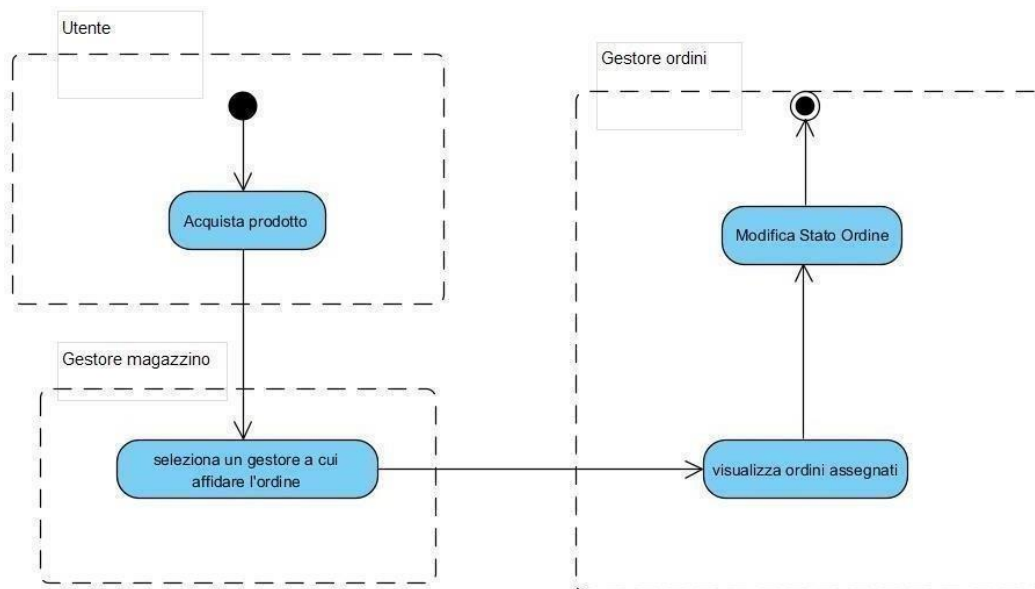 Utente
Acquista prodotto
Gestore magazzino
seleziona un gestore a cui
affidare l'ordine
Gestore ordini
Modifica Stato Ordine
visualizza ordini assegnati